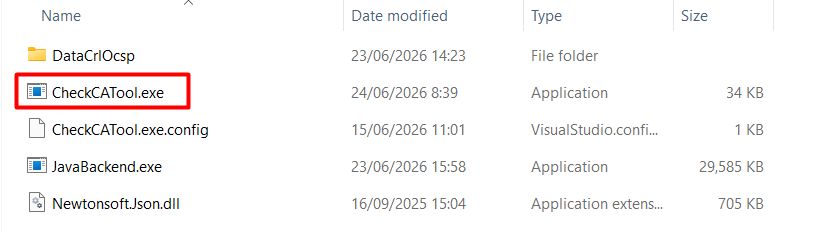 Name Date modified Type Size
DataCrlOcsp 23/06/2026 14:23 File folder
CheckCATool.exe 24/06/2026 8:39 Application 34 KB
CheckCATool.exe.config 15/06/2026 11:01 VisualStudio.confi... 1 KB
JavaBackend.exe 23/06/2026 15:58 Application 29,585 KB
Newtonsoft.Json.dll 16/09/2025 15:04 Application extens... 705 KB